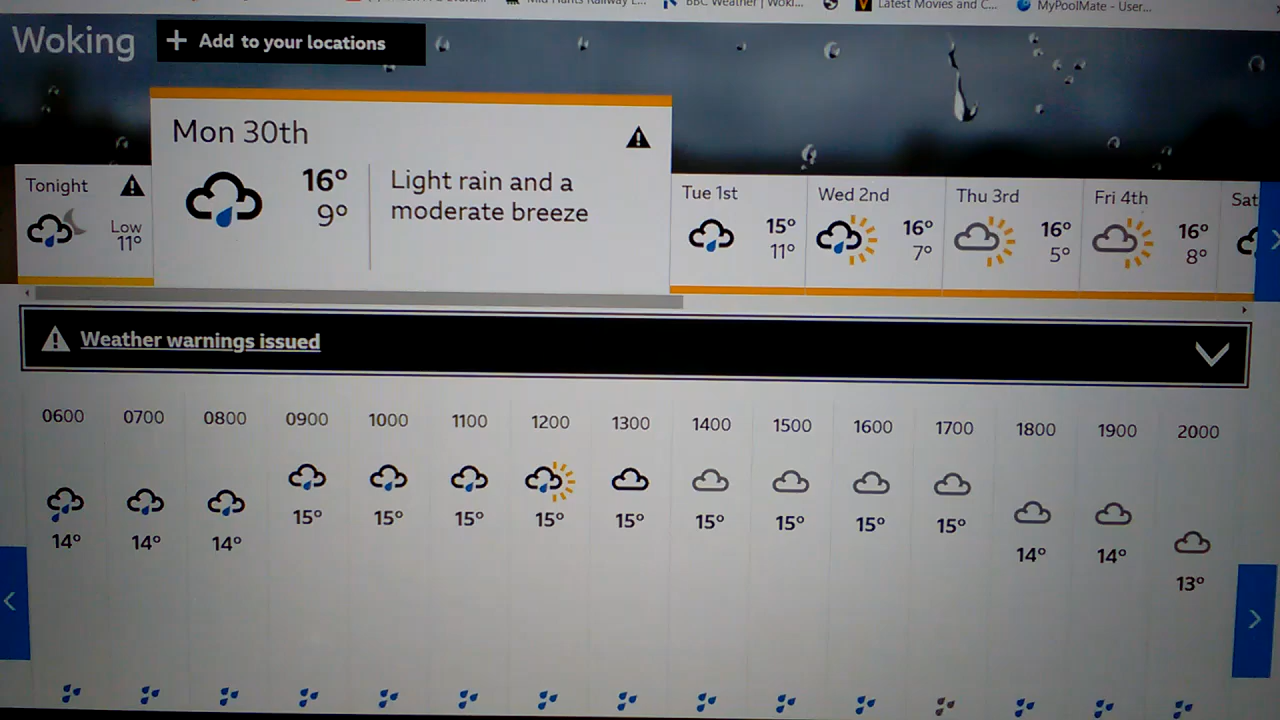 BBC Weather | Woki...
Latest Movies and C...
MyPoolMate - User...
Woking
+ Add to your locations
Mon 30th
16°
9°
Light rain and a
moderate breeze
Tonight
Low
11°
Tue 1st
15°
11°
Wed 2nd
16°
7°
Thu 3rd
16°
5°
Fri 4th
16°
8°
Sat
Weather warnings issued
0600 0700 0800 0900 1000 1100 1200 1300 1400 1500 1600 1700 1800 1900 2000
14° 14° 14° 15° 15° 15° 15° 15° 15° 15° 15° 15° 14° 14° 13°